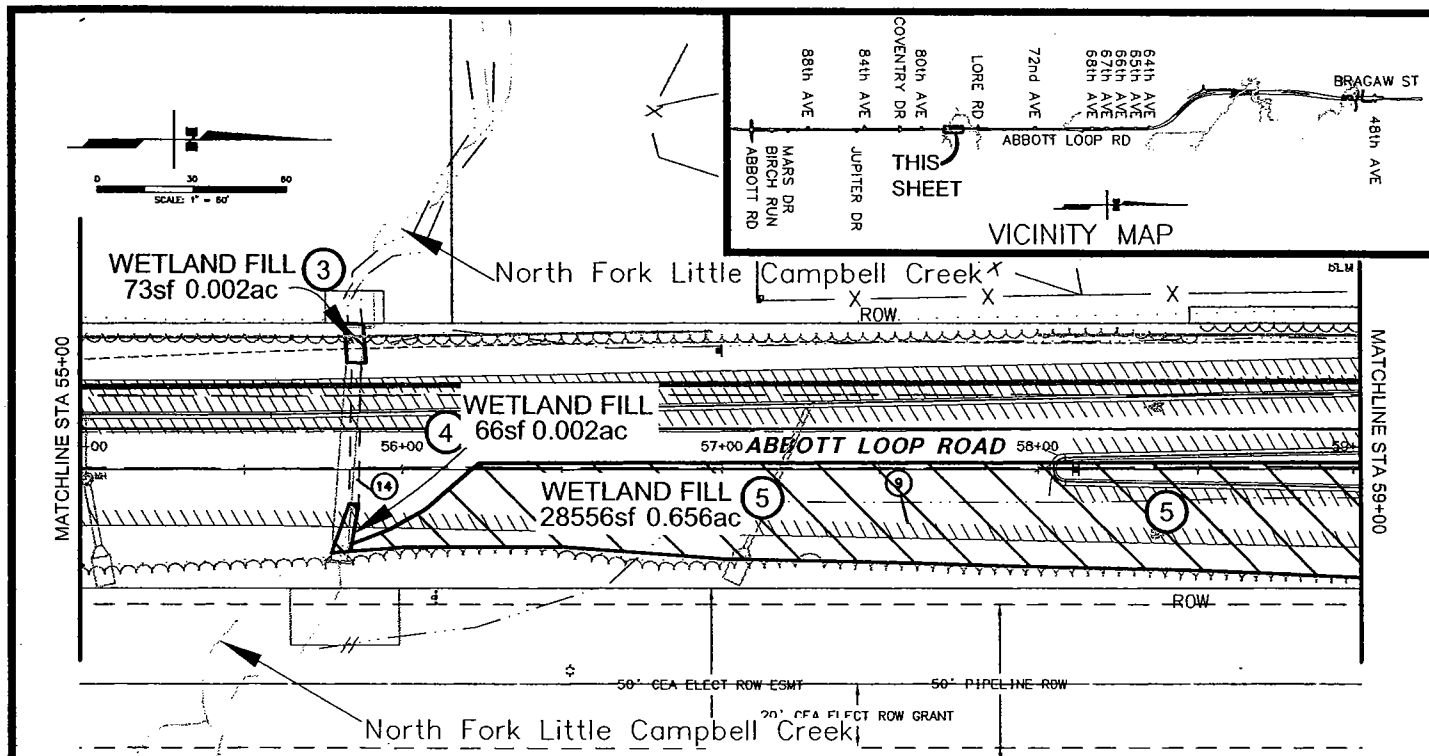 COVENTRY DR
88th AVE
84th AVE
80th AVE
LORE RD
72nd AVE
68th AVE
67th AVE
66th AVE
65th AVE
64th AVE
BRAGAW ST
48th AVE
ABBOTT LOOP RD
ABBOTT RD
BIRCH RUN
MARS DR
JUPITER DR
THIS
SHEET
VICINITY MAP
0 30 60
SCALE: 1" = 60'
WETLAND FILL 3
73sf 0.002ac
North Fork Little Campbell Creek
X
X X X
ROW
MATCHLINE STA 55+00
MATCHLINE STA 59+00
WETLAND FILL
4 66sf 0.002ac
00 56+00 57+00 ABBOTT LOOP ROAD 58+00 59+
14
WETLAND FILL 5
28556sf 0.656ac
9
5
ROW
50' CEA ELECT ROW ESMT
50' PIPELINE ROW
20' CEA ELECT ROW GRANT
North Fork Little Campbell Creek